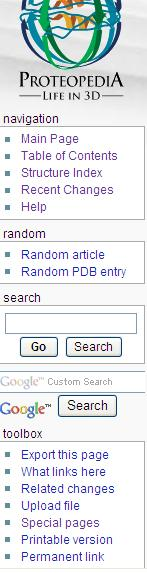 PROTEOPEDIA
LIFE IN 3D
navigation
Main Page
Table of Contents
Structure Index
Recent Changes
Help
random
Random article
Random PDB entry
search
Go Search
Google™ Custom Search
Google™ Search
toolbox
Export this page
What links here
Related changes
Upload file
Special pages
Printable version
Permanent link